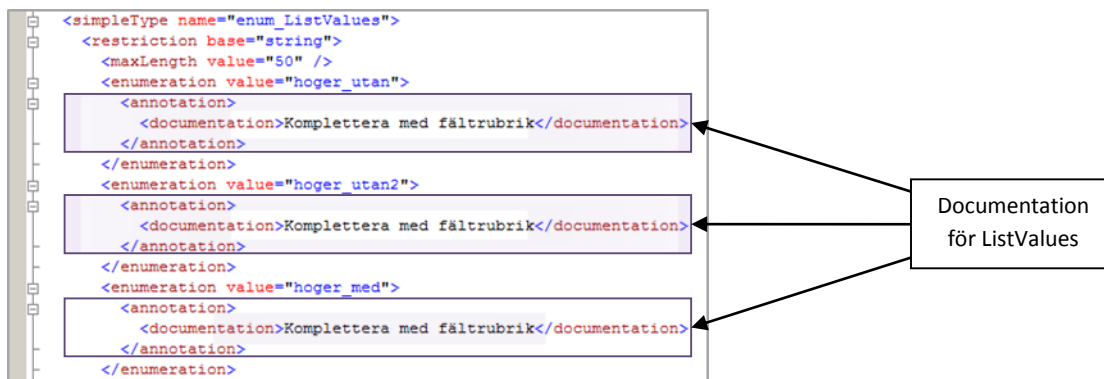 <simpleType name="enum_ListValues">
<restriction base="string">
<maxLength value="50" />
<enumeration value="hoger_utan">
<annotation>
<documentation>Komplettera med fältrubrik</documentation>
</annotation>
</enumeration>
<enumeration value="hoger_utan2">
<annotation>
<documentation>Komplettera med fältrubrik</documentation>
</annotation>
</enumeration>
<enumeration value="hoger_med">
<annotation>
<documentation>Komplettera med fältrubrik</documentation>
</annotation>
</enumeration>
Documentation
för ListValues